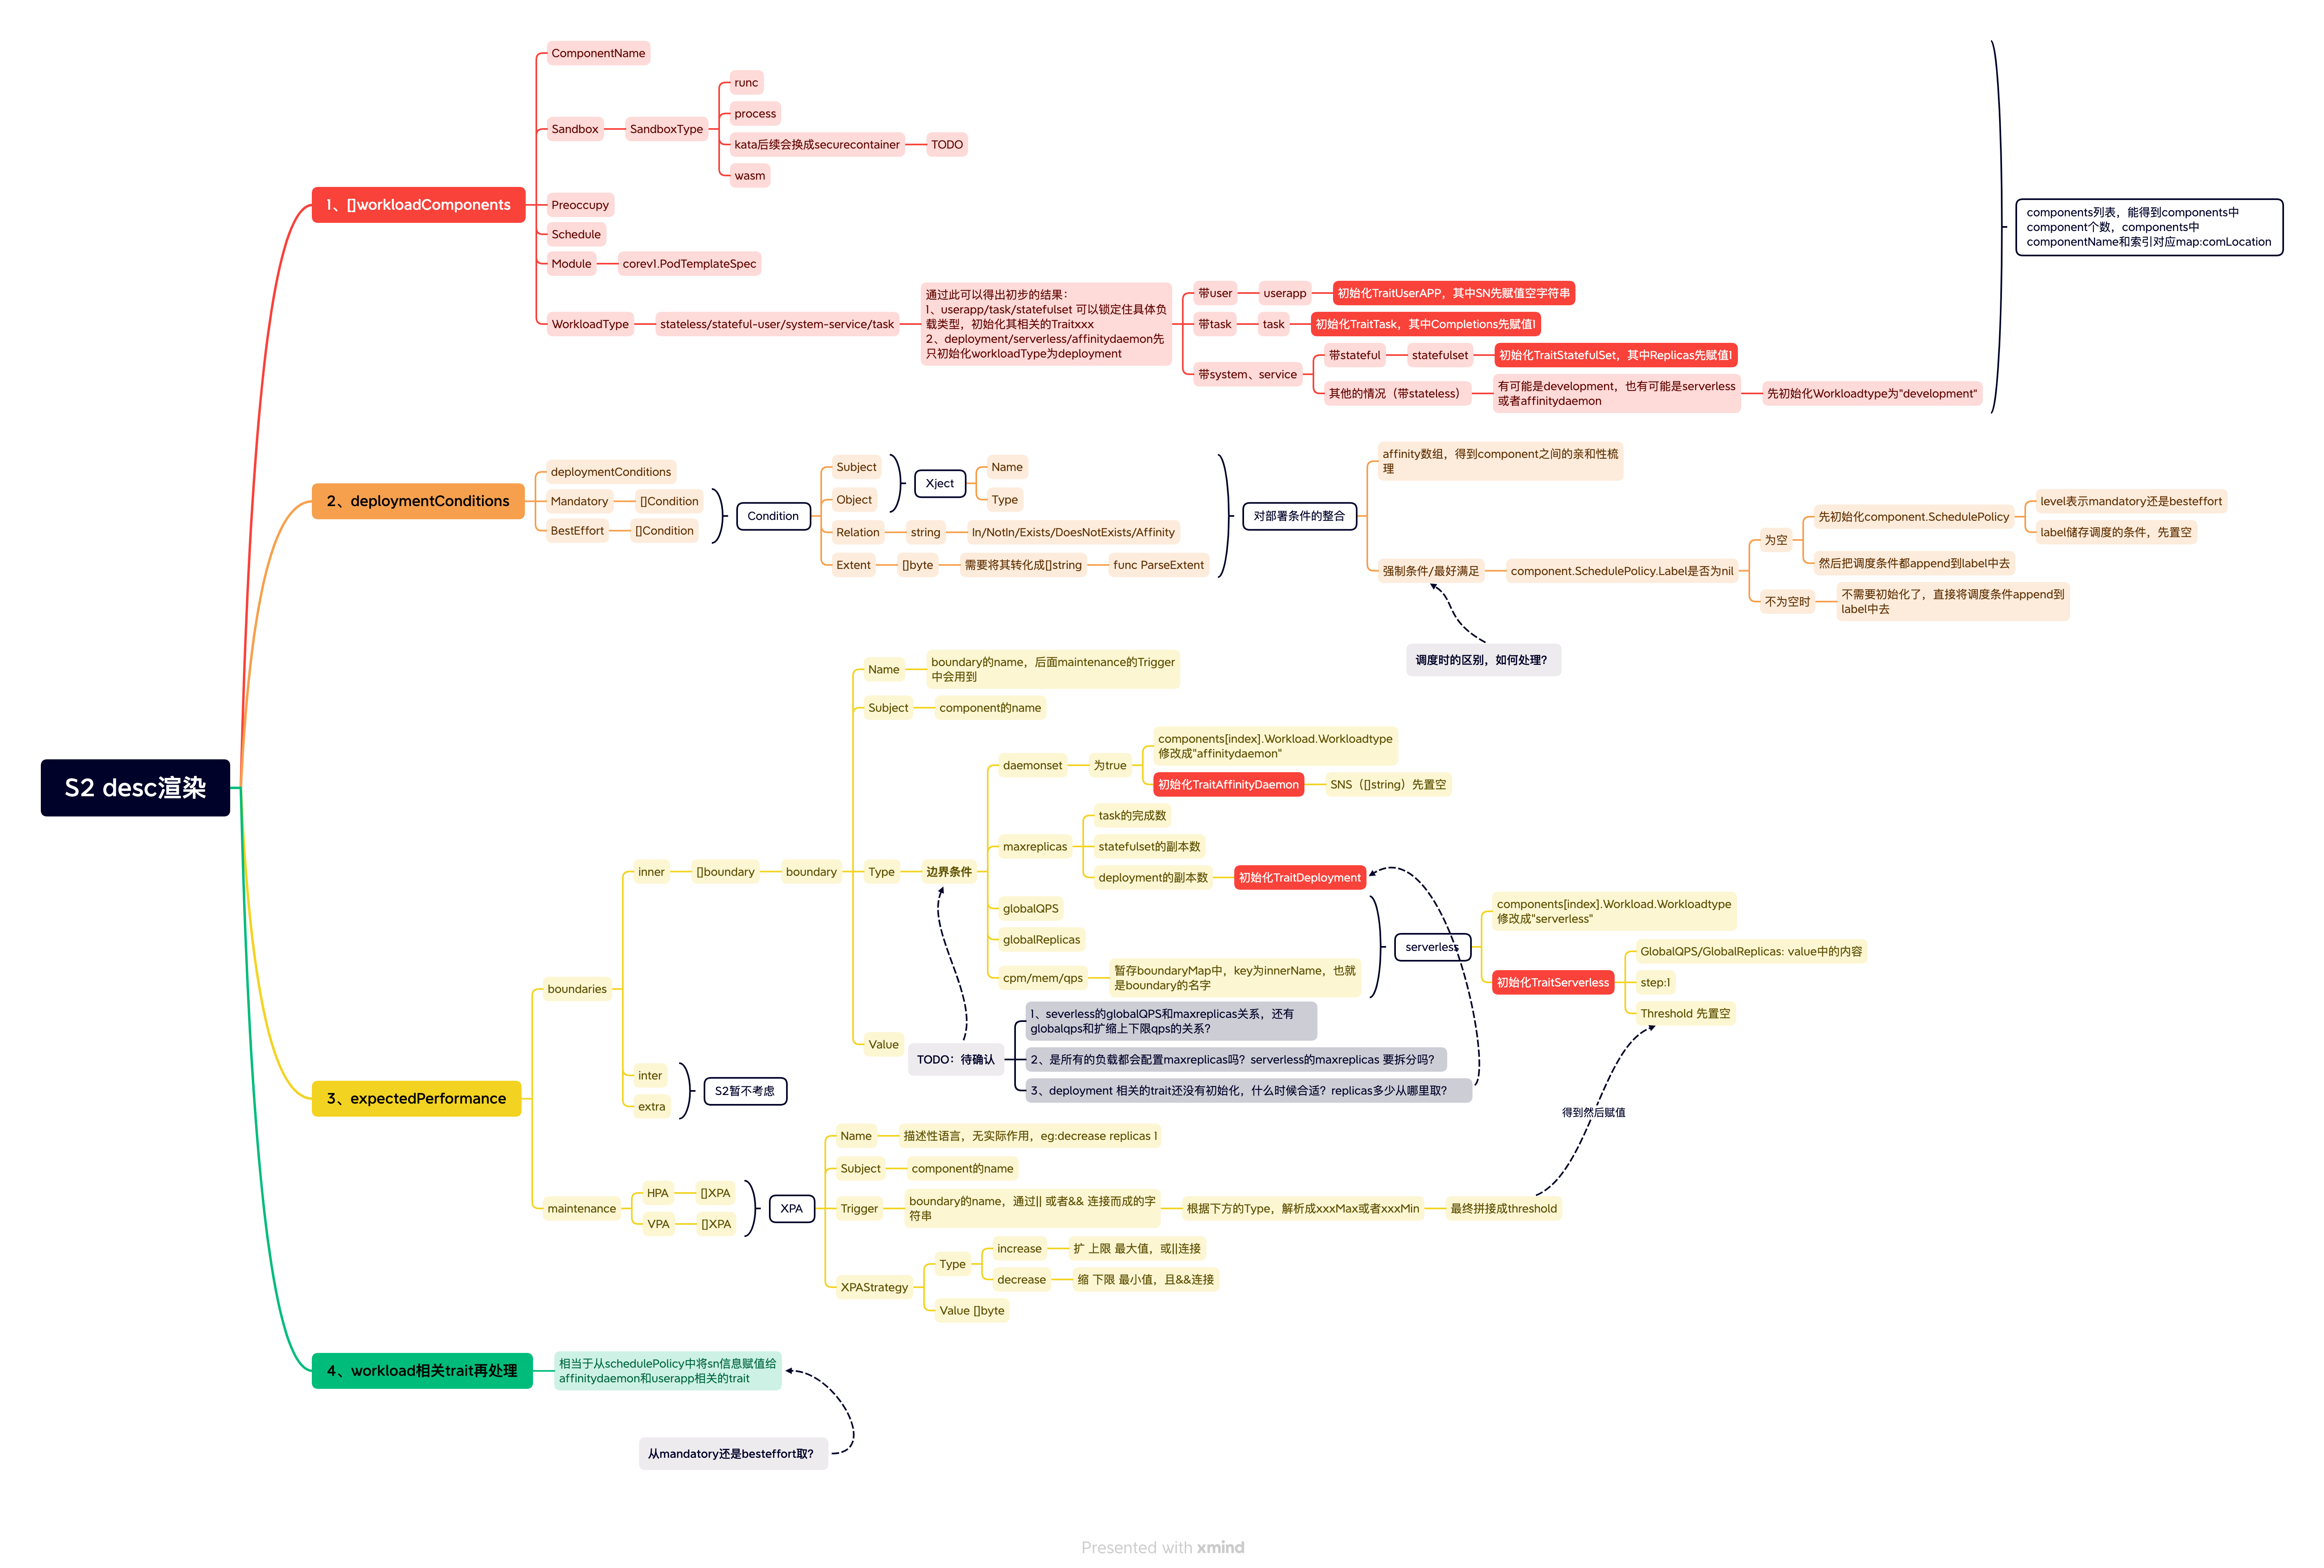 S2 desc渲染
1、[]workloadComponents
ComponentName
Sandbox
SandboxType
runc
process
kata后续会换成securecontainer
TODO
wasm
Preoccupy
Schedule
Module
corev1.PodTemplateSpec
WorkloadType
stateless/stateful-user/system-service/task
通过此可以得出初步的结果：
1、userapp/task/statefulset 可以锁定住具体负
载类型，初始化其相关的Traitxxx
2、deployment/serverless/affinitydaemon先
只初始化workloadType为deployment
带user
userapp
初始化TraitUserAPP，其中SN先赋值空字符串
带task
task
初始化TraitTask，其中Completions先赋值1
带system、service
带stateful
statefulset
初始化TraitStatefulSet，其中Replicas先赋值1
其他的情况（带stateless）
有可能是development，也有可能是serverless
或者affinitydaemon
先初始化Workloadtype为"development"
components列表，能得到components中
component个数，components中
componentName和索引对应map:comLocation
2、deploymentConditions
deploymentConditions
Mandatory
[]Condition
BestEffort
[]Condition
Condition
Subject
Object
Xject
Name
Type
Relation
string
In/NotIn/Exists/DoesNotExists/Affinity
Extent
[]byte
需要将其转化成[]string
func ParseExtent
对部署条件的整合
affinity数组，得到component之间的亲和性梳
理
强制条件/最好满足
component.SchedulePolicy.Label是否为nil
为空
先初始化component.SchedulePolicy
level表示mandatory还是besteffort
label储存调度的条件，先置空
然后把调度条件都append到label中去
不为空时
不需要初始化了，直接将调度条件append到
label中去
调度时的区别，如何处理？
3、expectedPerformance
boundaries
inner
[]boundary
boundary
Name
boundary的name，后面maintenance的Trigger
中会用到
Subject
component的name
Type
边界条件
daemonset
为true
components[index].Workload.Workloadtype
修改成"affinitydaemon"
初始化TraitAffinityDaemon
SNS（[]string）先置空
maxreplicas
task的完成数
statefulset的副本数
deployment的副本数
初始化TraitDeployment
globalQPS
globalReplicas
cpm/mem/qps
暂存boundaryMap中，key为innerName，也就
是boundary的名字
serverless
components[index].Workload.Workloadtype
修改成"serverless"
初始化TraitServerless
GlobalQPS/GlobalReplicas: value中的内容
step:1
Threshold 先置空
Value
TODO：待确认
1、severless的globalQPS和maxreplicas关系，还有
globalqps和扩缩上下限qps的关系？
2、是所有的负载都会配置maxreplicas吗？serverless的maxreplicas 要拆分吗？
3、deployment 相关的trait还没有初始化，什么时候合适？replicas多少从哪里取？
inter
extra
S2暂不考虑
得到然后赋值
maintenance
HPA
[]XPA
VPA
[]XPA
XPA
Name
描述性语言，无实际作用，eg:decrease replicas 1
Subject
component的name
Trigger
boundary的name，通过|| 或者&& 连接而成的字
符串
根据下方的Type，解析成xxxMax或者xxxMin
最终拼接成threshold
XPAStrategy
Type
increase
扩 上限 最大值，或||连接
decrease
缩 下限 最小值，且&&连接
Value []byte
4、workload相关trait再处理
相当于从schedulePolicy中将sn信息赋值给
affinitydaemon和userapp相关的trait
从mandatory还是besteffort取？
Presented with xmind